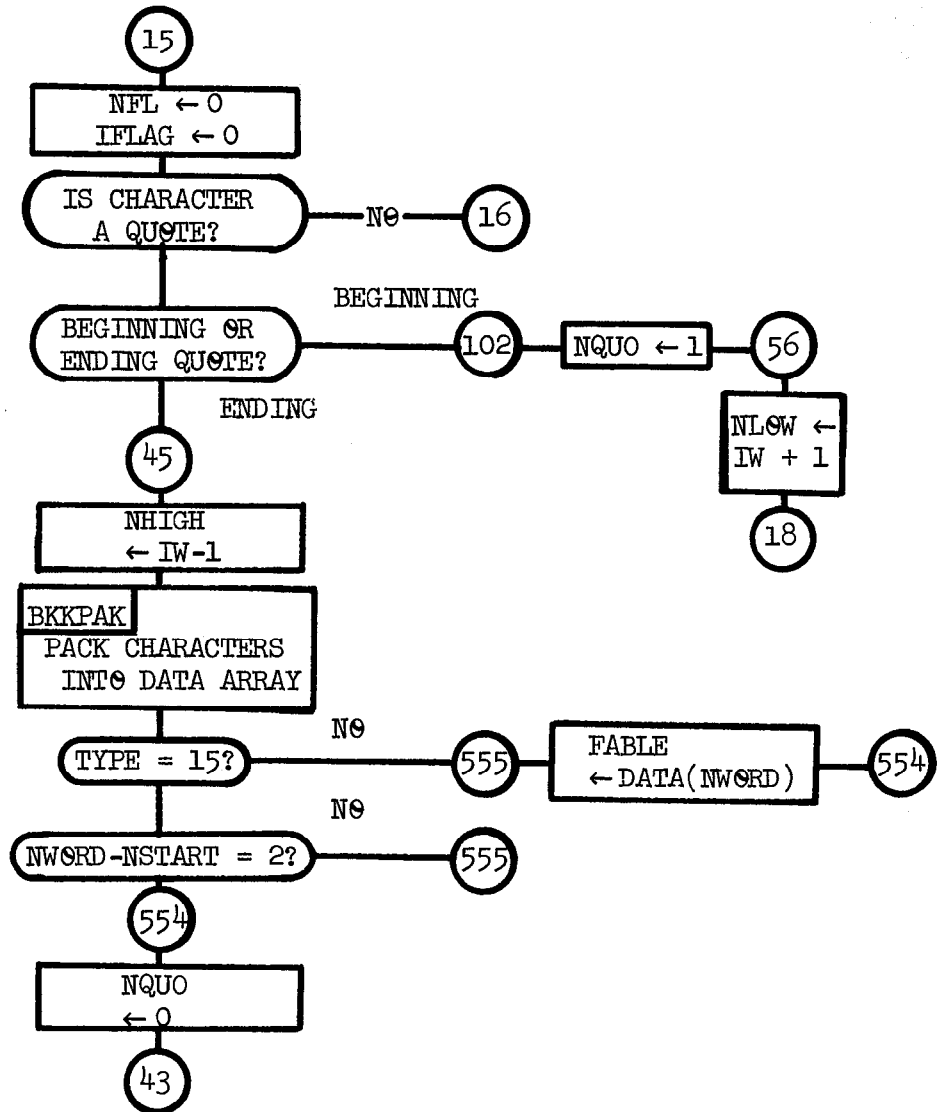 15
NFL ← 0
IFLAG ← 0
IS CHARACTER
A QUOTE?
NO
16
BEGINNING OR
ENDING QUOTE?
BEGINNING
102
NQUO ← 1
56
NLOW ←
IW + 1
18
ENDING
45
NHIGH
← IW-1
BKKPAK
PACK CHARACTERS
INTO DATA ARRAY
TYPE = 15?
NO
555
FABLE
← DATA(NWORD)
554
NWORD-NSTART = 2?
NO
555
554
NQUO
← 0
43